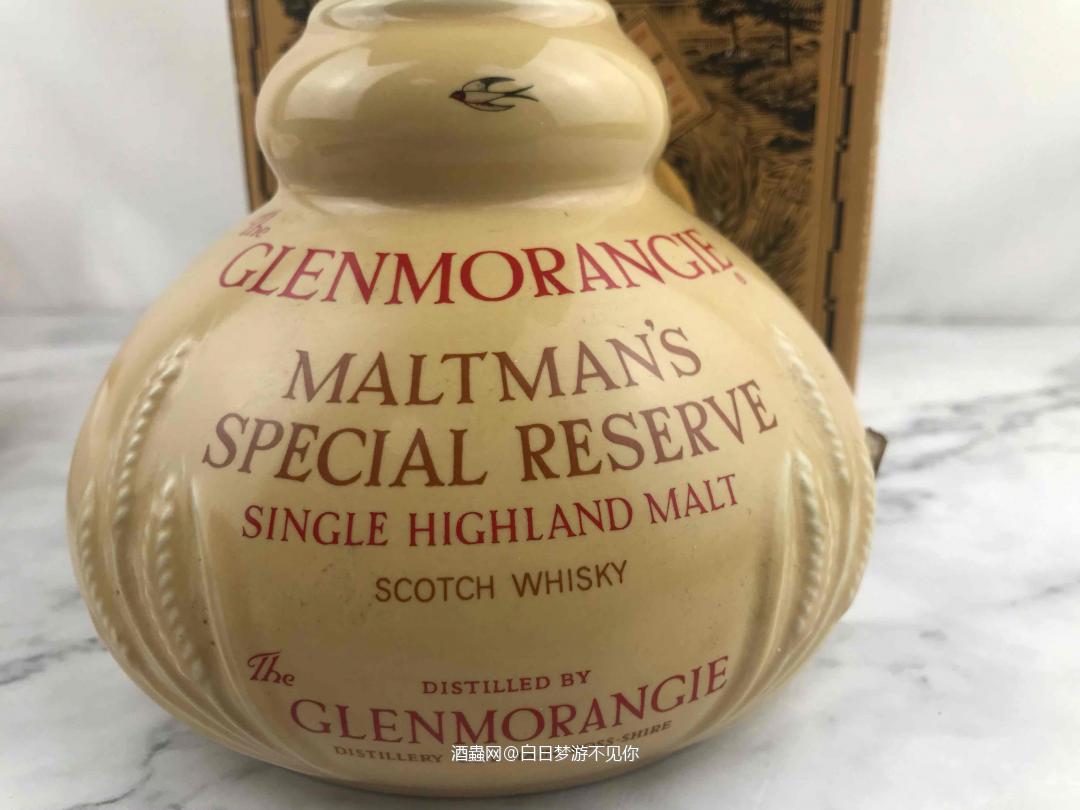 The
GLENMORANGIE
MALTMAN'S
SPECIAL RESERVE
SINGLE HIGHLAND MALT
SCOTCH WHISKY
DISTILLED BY
The
GLENMORANGIE
DISTILLERY
酒蟲网@白日梦游不见你